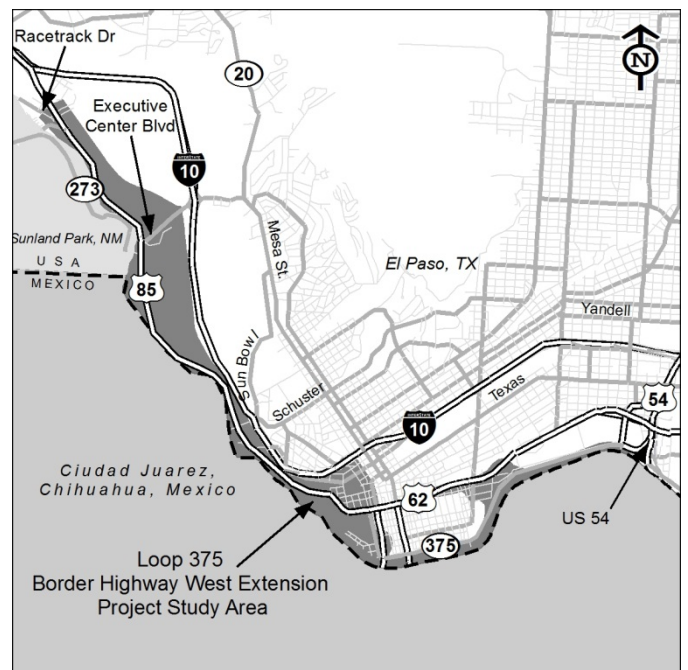 Racetrack Dr
20
N
Executive
Center Blvd
INTERSTATE
10
273
Mesa St.
Sunland Park, NM
El Paso, TX
U S A
MEXICO
85
Yandell
Sun Bowl
Schuster
Texas
54
INTERSTATE
10
Ciudad Juarez,
Chihuahua, Mexico
62
US 54
375
Loop 375
Border Highway West Extension
Project Study Area